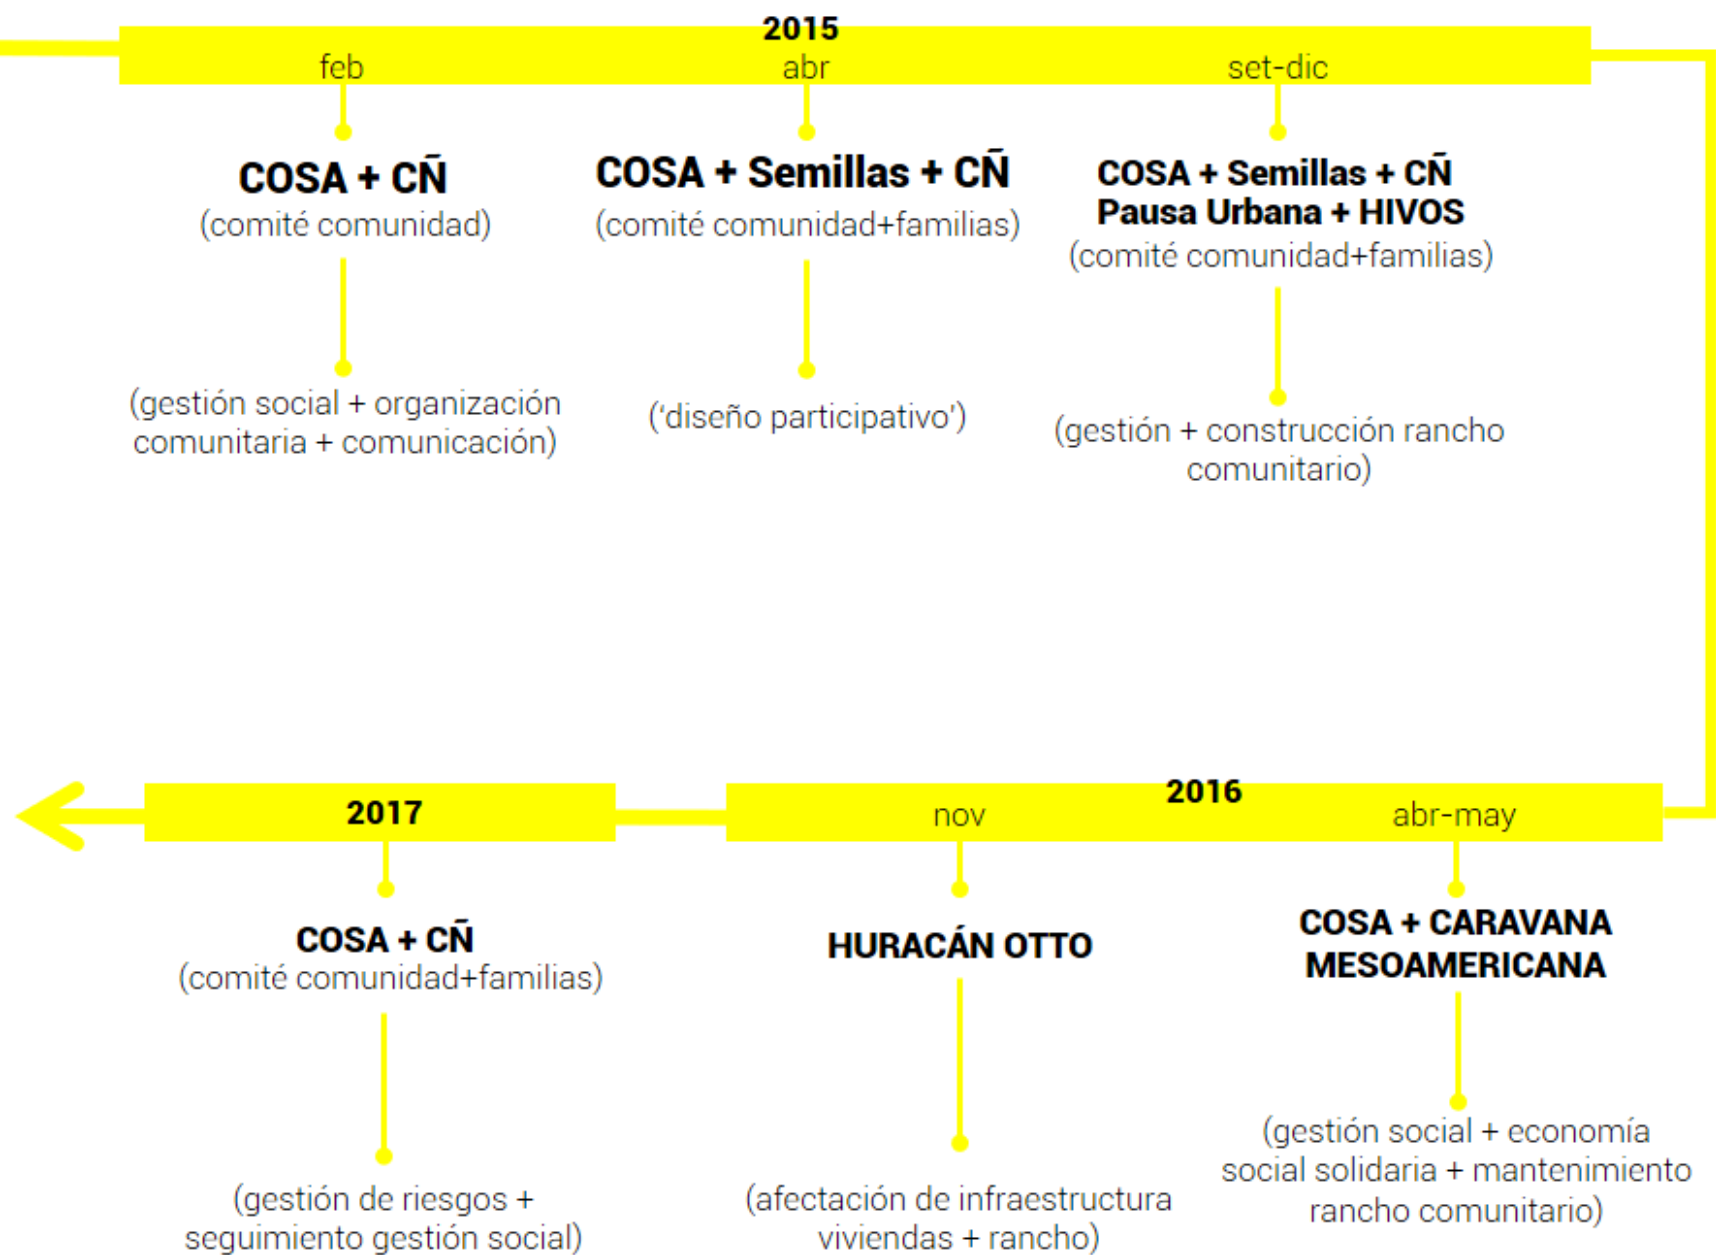 2015
feb
abr
set-dic
COSA + CÑ
(comité comunidad)
(gestión social + organización
comunitaria + comunicación)
COSA + Semillas + CÑ
(comité comunidad+familias)
(‘diseño participativo’)
COSA + Semillas + CÑ
Pausa Urbana + HIVOS
(comité comunidad+familias)
(gestión + construcción rancho
comunitario)
2016
abr-may
COSA + CARAVANA
MESOAMERICANA
(gestión social + economía
social solidaria + mantenimiento
rancho comunitario)
nov
HURACÁN OTTO
(afectación de infraestructura
viviendas + rancho)
2017
COSA + CÑ
(comité comunidad+familias)
(gestión de riesgos +
seguimiento gestión social)